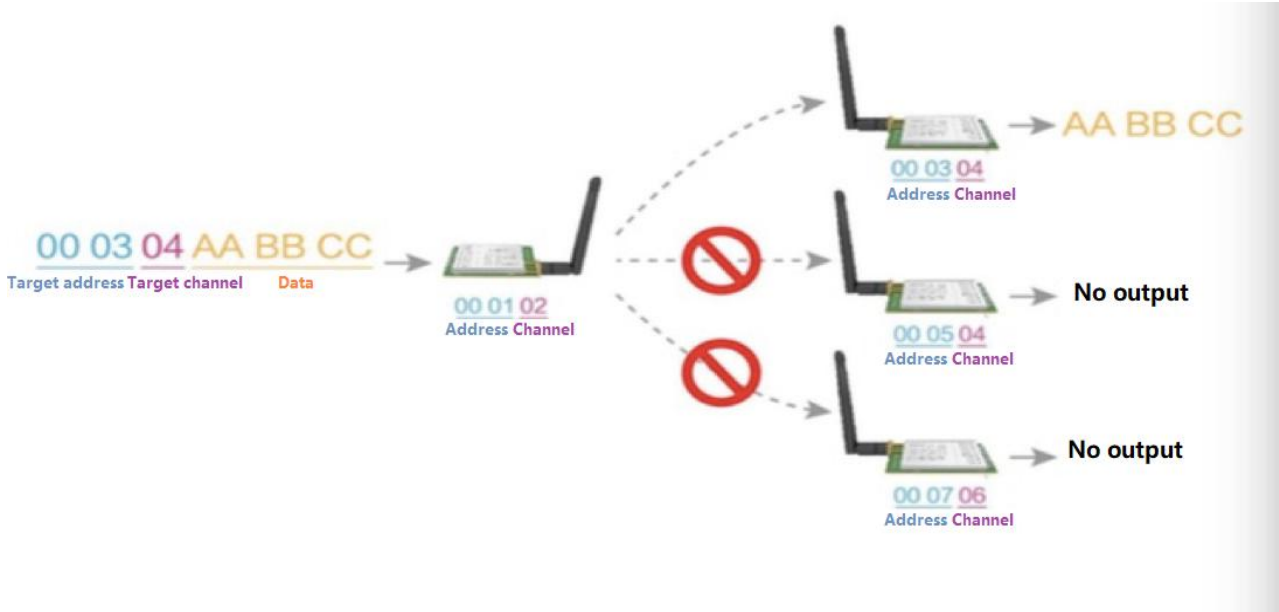 00 03 04 AA BB CC
Target address Target channel Data
00 01 02
Address Channel
AA BB CC
00 03 04
Address Channel
No output
00 05 04
Address Channel
No output
00 07 06
Address Channel